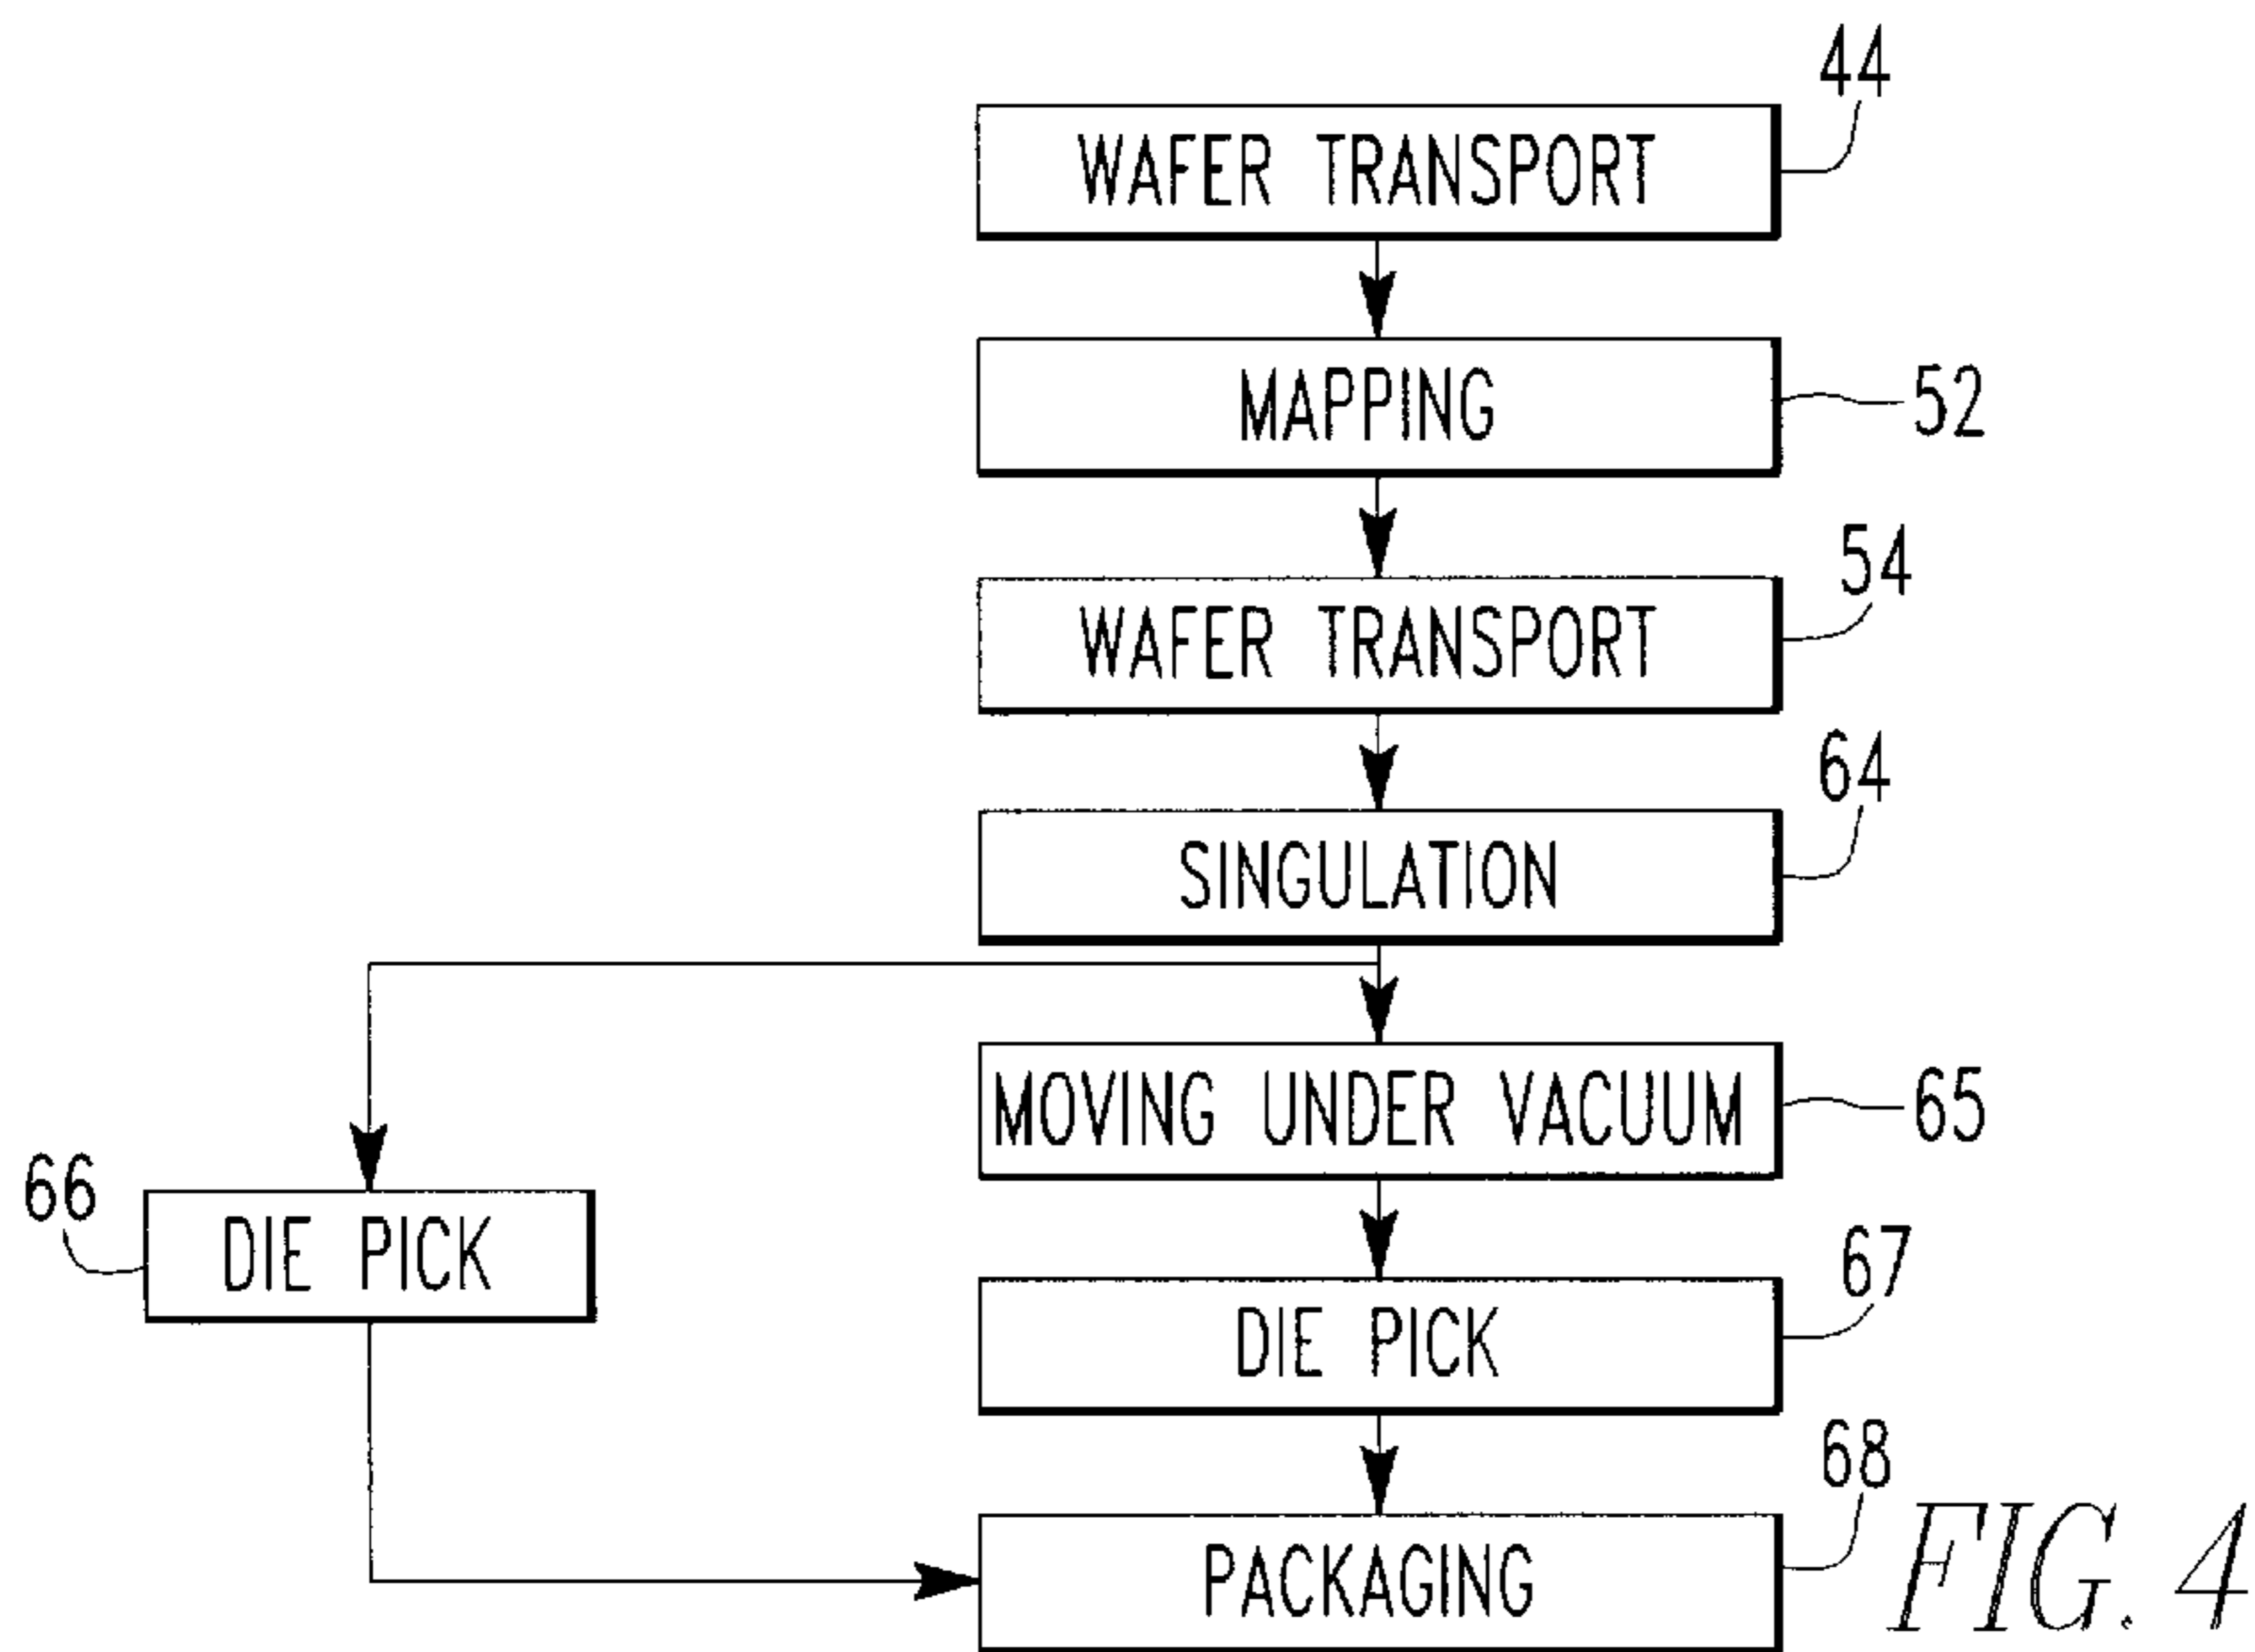 44
WAFER TRANSPORT
MAPPING
52
54
WAFER TRANSPORT
64
SINGULATION
MOVING UNDER VACUUM
65
66
DIE PICK
67
DIE PICK
68
PACKAGING
FIG. 4